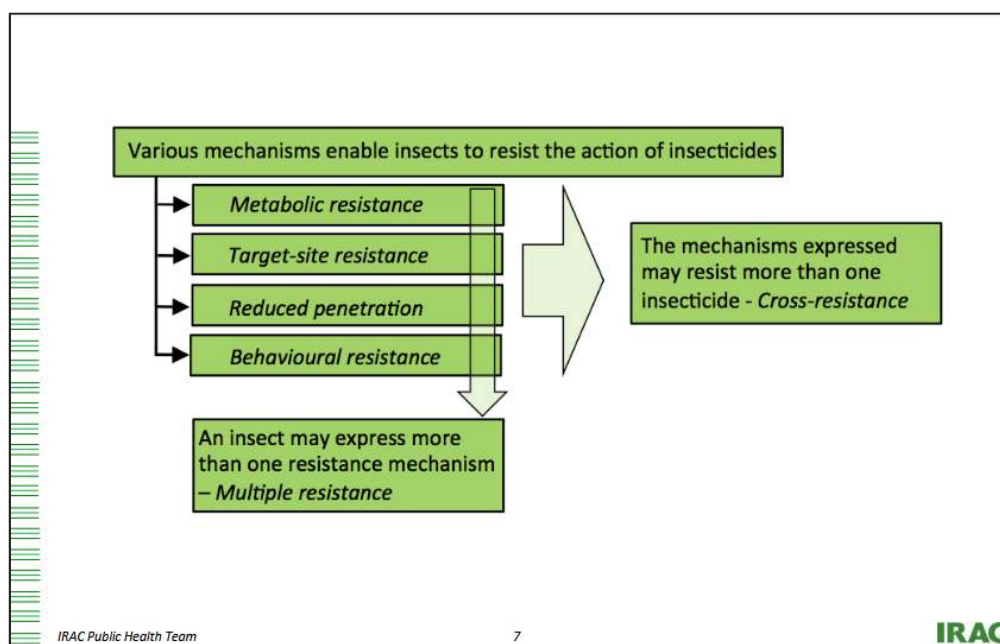 Various mechanisms enable insects to resist the action of insecticides
Metabolic resistance
Target-site resistance
Reduced penetration
Behavioural resistance
The mechanisms expressed
may resist more than one
insecticide - Cross-resistance
An insect may express more
than one resistance mechanism
– Multiple resistance
IRAC Public Health Team
7
IRAC